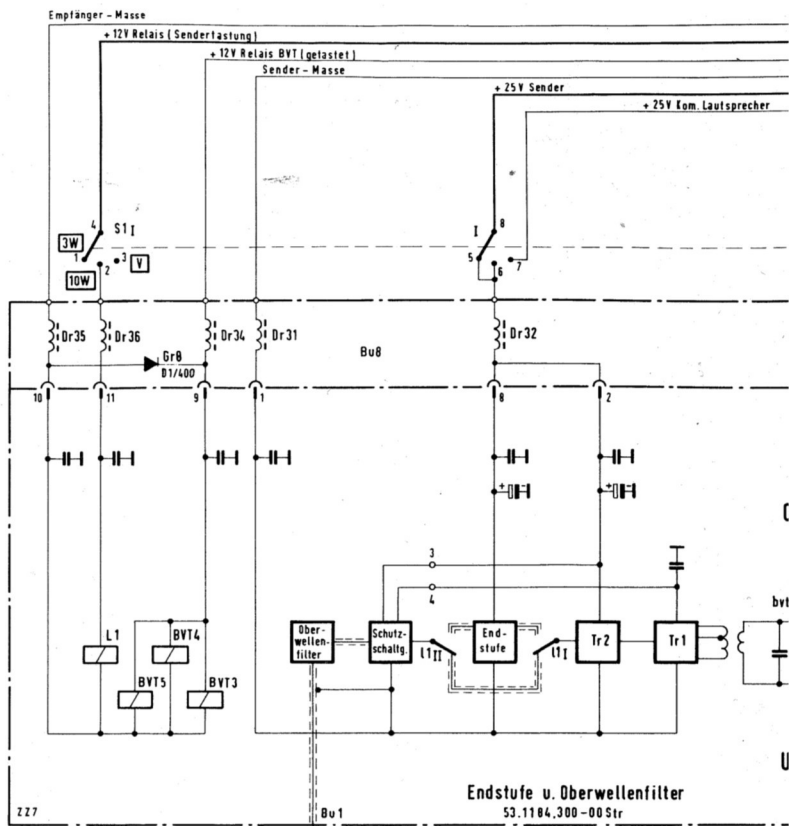 Empfänger - Masse
+ 12V Relais (Sendertastung)
+ 12V Relais BVT (getastet)
Sender - Masse
+ 25V Sender
+ 25V Kom. Lautsprecher
4
S1 I
3W
1
2
3
V
10W
I
8
5
6
7
Dr35
Dr36
Dr34
Dr31
Dr32
Bu8
Gr8
D1/400
10
11
9
1
8
2
+
-
+
-
3
4
L1
BVT4
BVT5
BVT3
Ober-
wellen-
filter
Schutz-
schaltg.
l1 II
End-
stufe
l1 I
Tr2
Tr1
bvt
Endstufe u. Oberwellenfilter
53.1184,300-00Str
ZZ7
Bu1